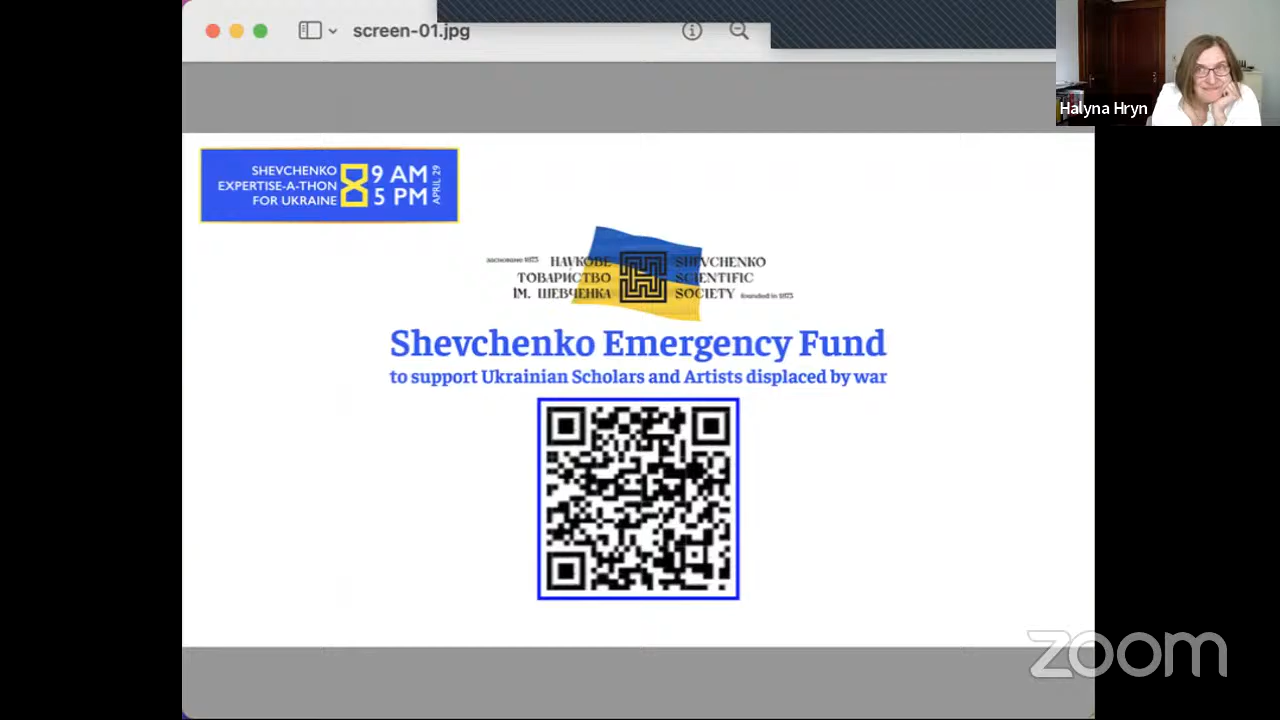 screen-01.jpg
Halyna Hryn
SHEVCHENKO
EXPERTISE-A-THON
FOR UKRAINE
9 AM
5 PM
APRIL 29
засновано 1873 НАУКОВЕ
ТОВАРИСТВО
ІМ. ШЕВЧЕНКА
SHEVCHENKO
SCIENTIFIC
SOCIETY founded in 1873
Shevchenko Emergency Fund
to support Ukrainian Scholars and Artists displaced by war
zoom